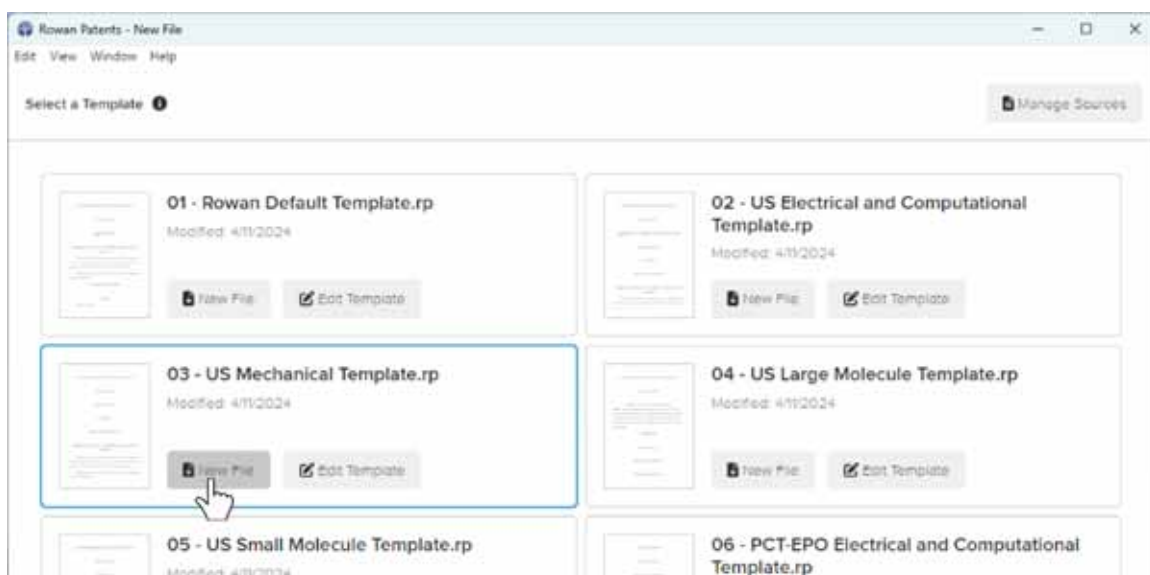 Rowan Patents - New File
Edit View Window Help
Select a Template
Manage Sources
01 - Rowan Default Template.rp
Modified: 4/11/2024
New File Edit Template
02 - US Electrical and Computational
Template.rp
Modified: 4/11/2024
New File Edit Template
03 - US Mechanical Template.rp
Modified: 4/11/2024
New File Edit Template
04 - US Large Molecule Template.rp
Modified: 4/11/2024
New File Edit Template
05 - US Small Molecule Template.rp
Modified: 4/11/2024
06 - PCT-EPO Electrical and Computational
Template.rp